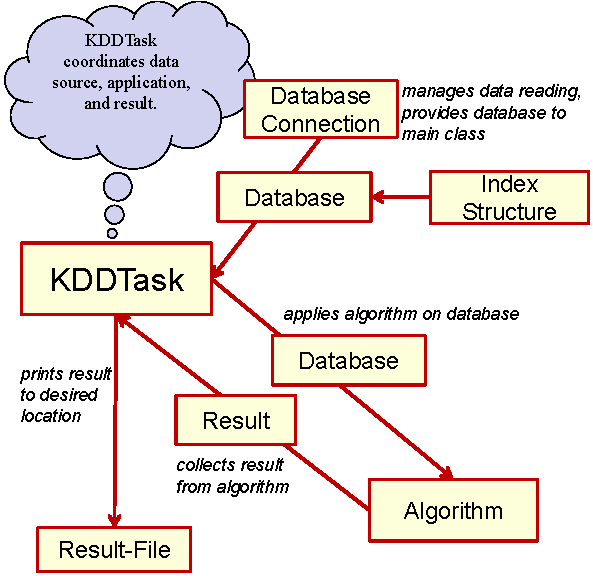 KDDTask
coordinates data
source, application,
and result.
Database
Connection
manages data reading,
provides database to
main class
Database
Index
Structure
KDDTask
applies algorithm on database
Database
prints result
to desired
location
Result
collects result
from algorithm
Algorithm
Result-File